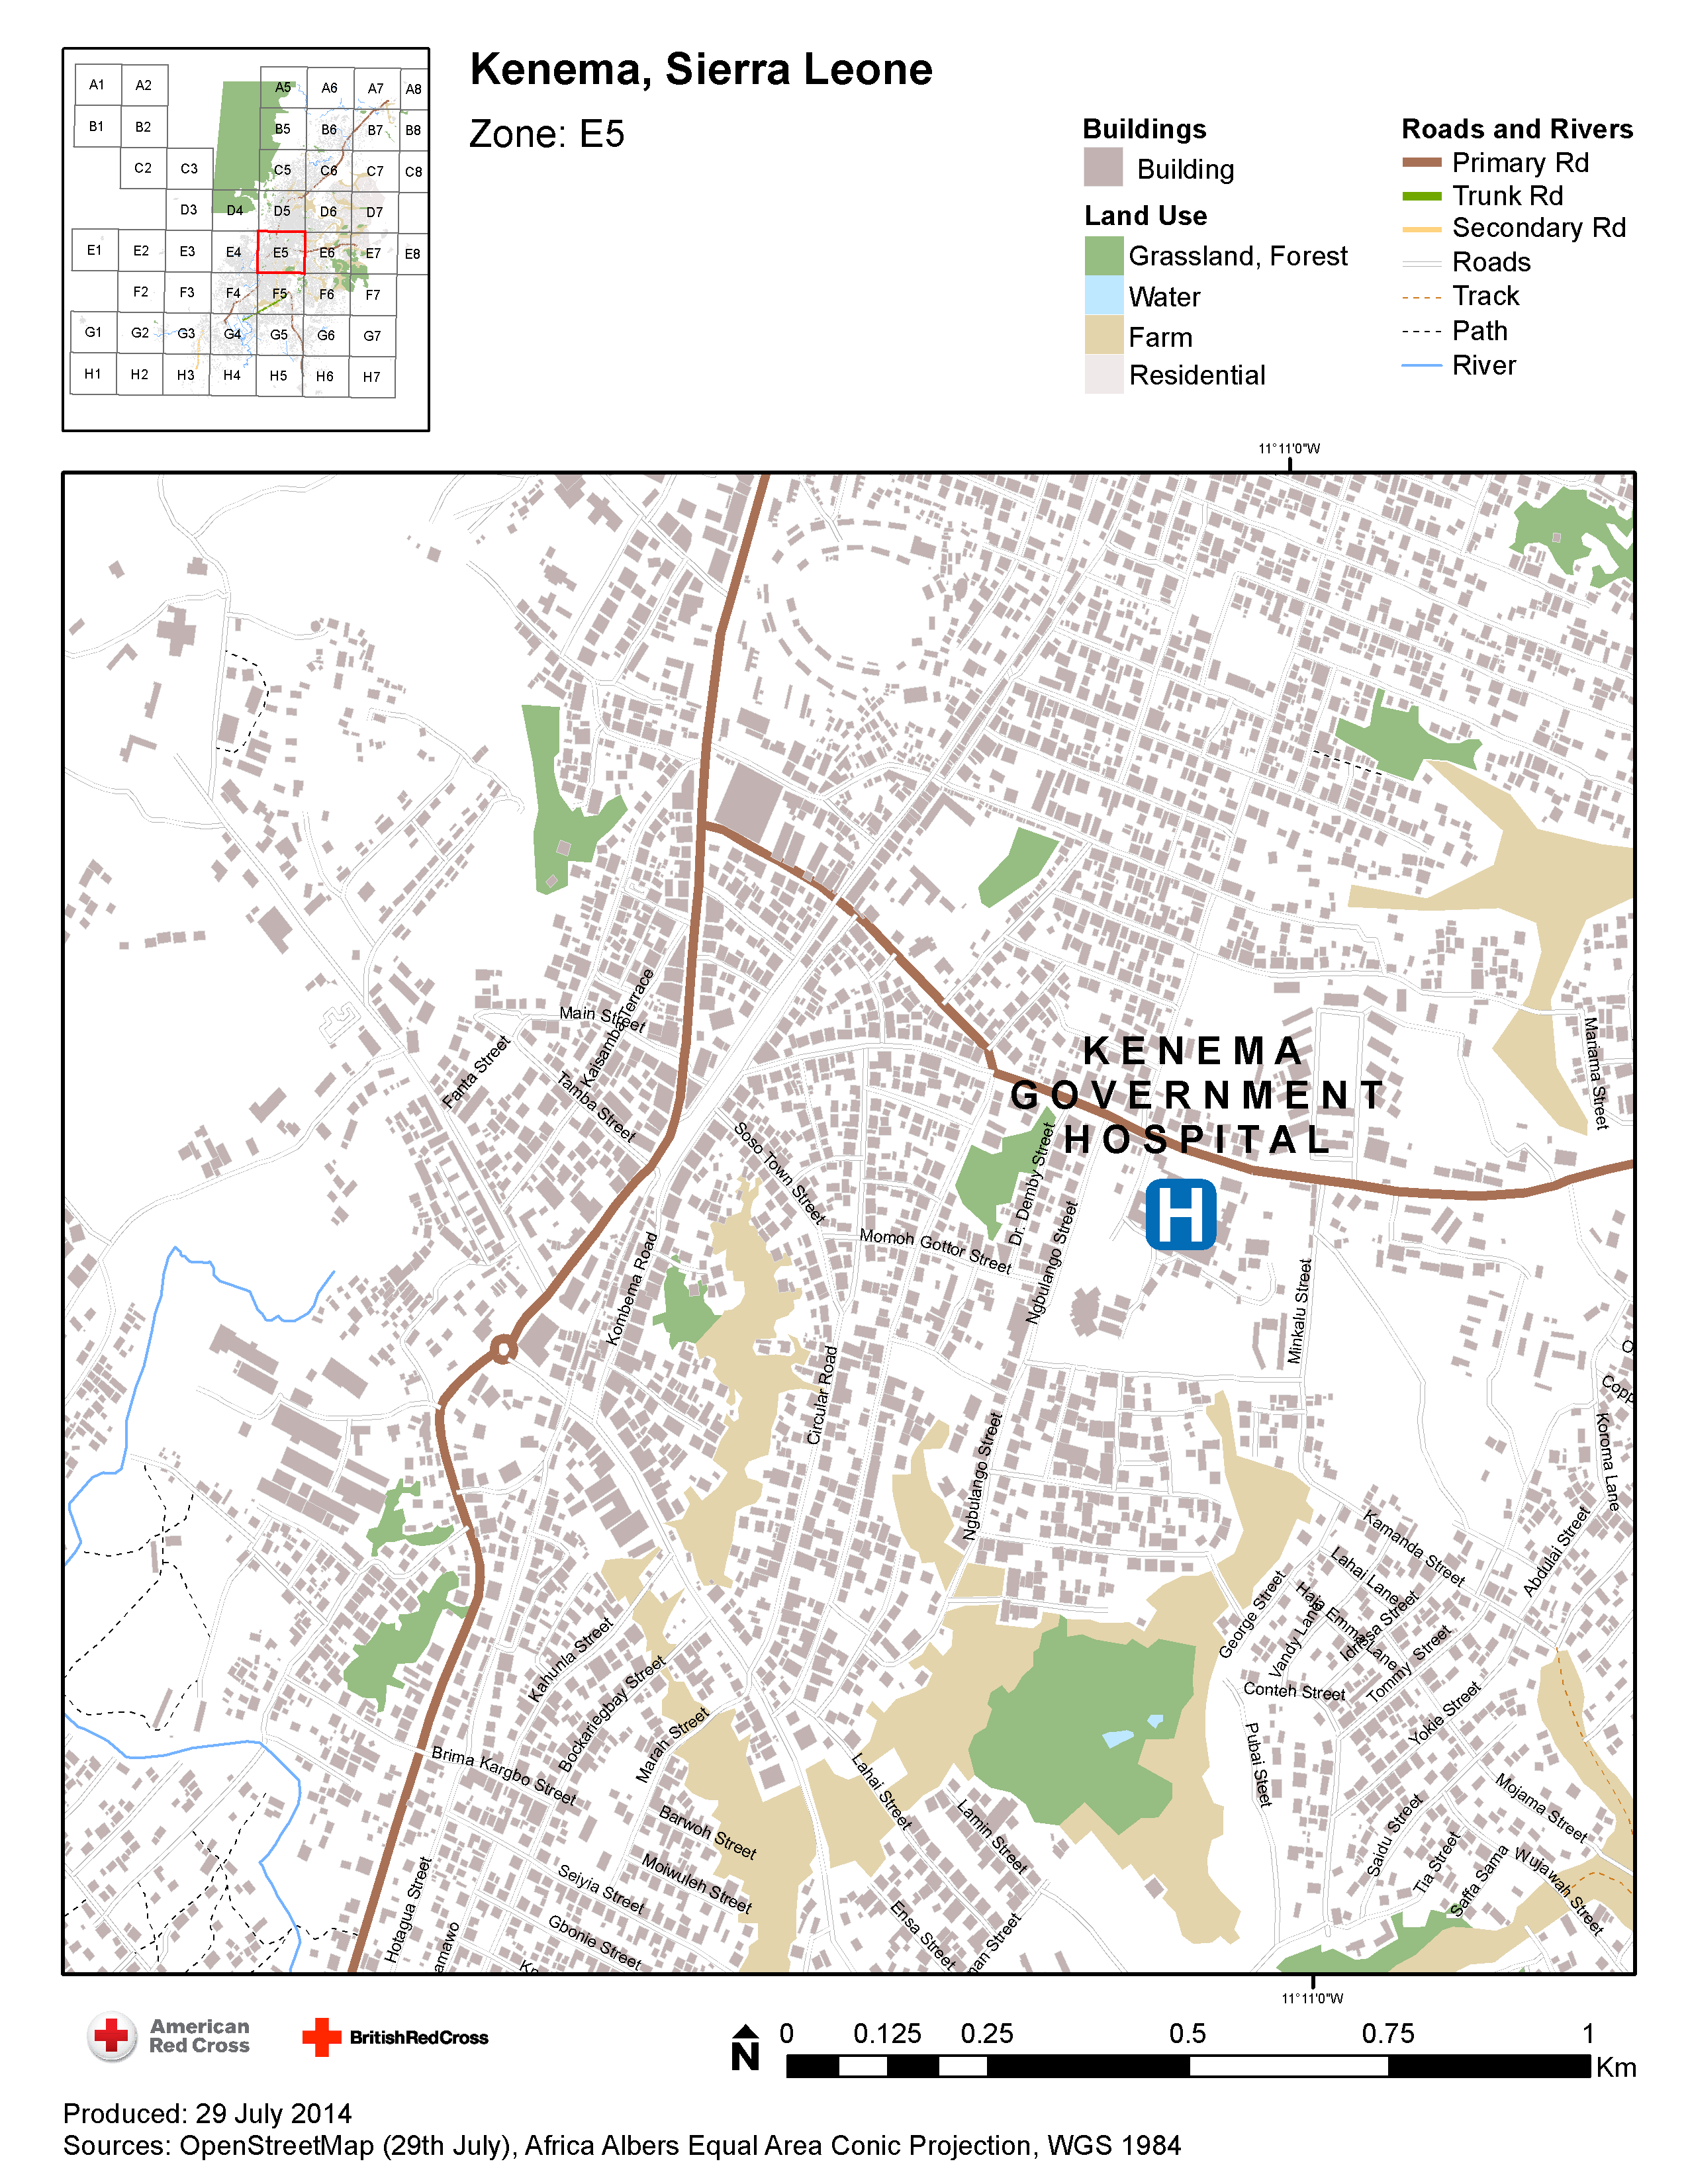 Kenema, Sierra Leone
Zone: E5
A1 A2 A5 A6 A7 A8
B1 B2 B5 B6 B7 B8
C2 C3 C5 C6 C7 C8
D3 D4 D5 D6 D7
E1 E2 E3 E4 E5 E6 E7 E8
F2 F3 F4 F5 F6 F7
G1 G2 G3 G4 G5 G6 G7
H1 H2 H3 H4 H5 H6 H7
Buildings
Building
Land Use
Grassland, Forest
Water
Farm
Residential
Roads and Rivers
Primary Rd
Trunk Rd
Secondary Rd
Roads
Track
Path
River
11°11'0"W
Main Street
Kaisamba Terrace
Fanta Street
Tamba Street
KENEMA
GOVERNMENT
HOSPITAL
H
Mariama Street
Soso Town Street
Dr. Demby Street
Momoh Gottor Street
Ngbulango Street
Kombema Road
Minkalu Street
Circular Road
O
Copp
Koroma Lane
Ngbulango Street
Kamanda Street
Lahai Lane
Abdulai Street
George Street
Vandy Lane
Haja Emma Lane
Idrissa Street
Tommy Street
Conteh Street
Yokie Street
Kahunla Street
Bockariegbay Street
Marah Street
Brima Kargbo Street
Pubai Steet
Lahai Street
Lamin Street
Mojama Street
Barwoh Street
Moiwuleh Street
Saidu Street
Tia Street
Saffa Sama
Wujawah Street
Seiyia Street
Hotagua Street
Gbonie Street
Ensa Street
man Street
amawo
Kn
11°11'0"W
American
Red Cross
BritishRedCross
N
0 0.125 0.25 0.5 0.75 1
Km
Produced: 29 July 2014
Sources: OpenStreetMap (29th July), Africa Albers Equal Area Conic Projection, WGS 1984